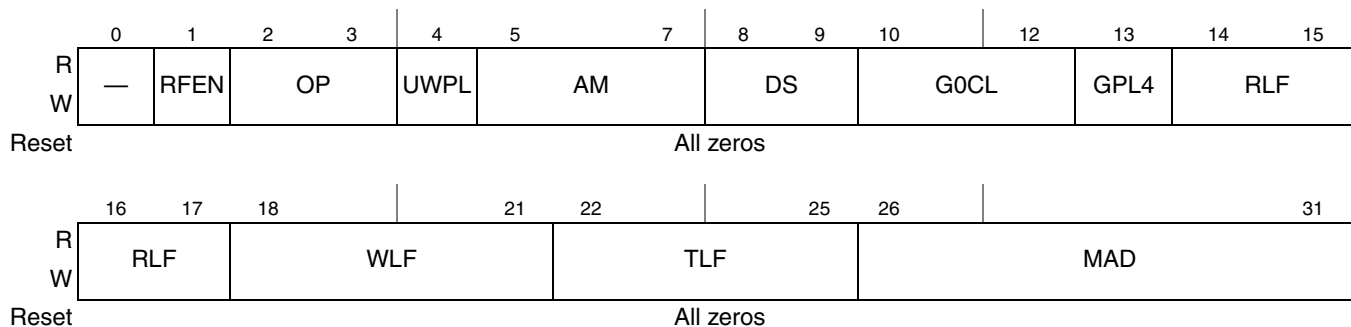 0 1 2 3 4 5 7 8 9 10 12 13 14 15
R — RFEN OP UWPL AM DS G0CL GPL4 RLF
W
Reset All zeros
16 17 18 21 22 25 26 31
R RLF WLF TLF MAD
W
Reset All zeros